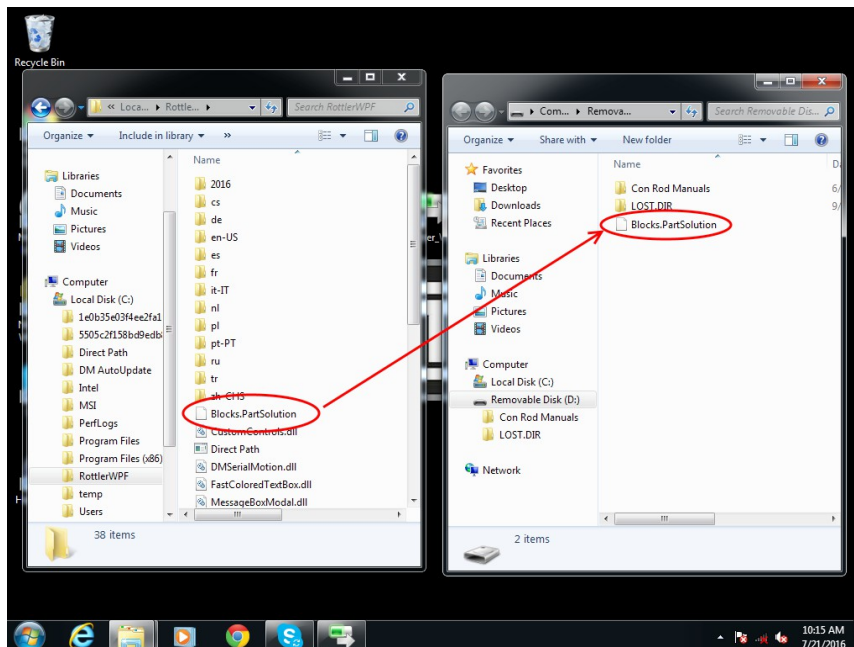 Recycle Bin
« Loca... ▸ Rottle... ▸
Search RottlerWPF
Organize
Include in library
»
Libraries
Documents
Music
Pictures
Videos
Computer
Local Disk (C:)
1e0b35e03f4ee2fa1
5505c2f158bd9edb
Direct Path
DM AutoUpdate
Intel
MSI
PerfLogs
Program Files
Program Files (x86)
RottlerWPF
temp
Users
Name
2016
cs
de
en-US
es
fr
it-IT
nl
pl
pt-PT
ru
tr
zh-CHS
Blocks.PartSolution
CustomControls.dll
Direct Path
DMSerialMotion.dll
FastColoredTextBox.dll
MessageBoxModal.dll
38 items
▸ Com... ▸ Remova...
Search Removable Dis...
Organize
Share with
New folder
Favorites
Desktop
Downloads
Recent Places
Libraries
Documents
Music
Pictures
Videos
Computer
Local Disk (C:)
Removable Disk (D:)
Con Rod Manuals
LOST.DIR
Network
Name
Con Rod Manuals 6/
LOST.DIR 9/
Blocks.PartSolution
2 items
10:15 AM
7/21/2016